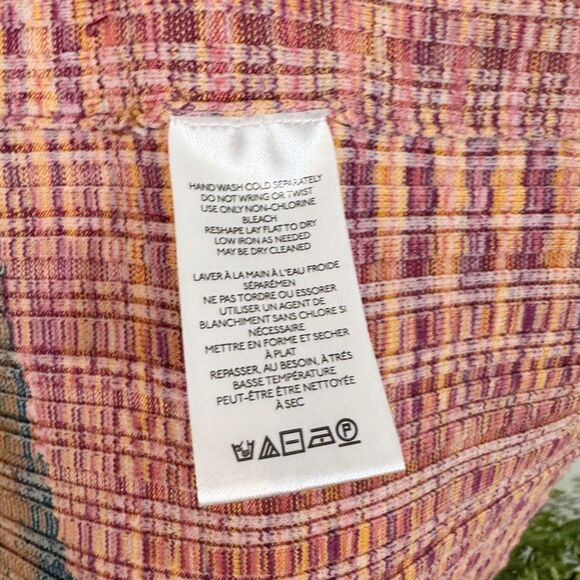 HAND WASH COLD SEPARATELY
DO NOT WRING OR TWIST
USE ONLY NON-CHLORINE
BLEACH
RESHAPE LAY FLAT TO DRY
LOW IRON AS NEEDED
MAY BE DRY CLEANED
LAVER À LA MAIN À L'EAU FROIDE
SÉPARÉMEN
NE PAS TORDRE OU ESSORER
UTILISER UN AGENT DE
BLANCHIMENT SANS CHLORE SI
NÉCESSAIRE
METTRE EN FORME ET SECHER
À PLAT
REPASSER, AU BESOIN, À TRÉS
BASSE TEMPÉRATURE
PEUT-ÊTRE ÊTRE NETTOYÉE
À SEC
P